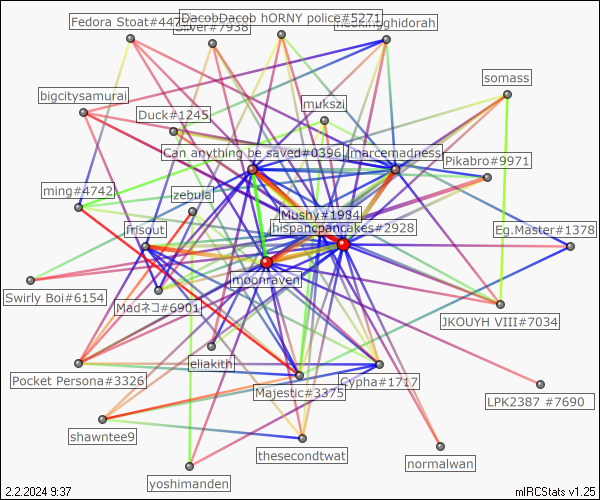 Fedora Stoat#447
Silver#7938
DacobDacob hORNY police#5271
neokingghidorah
somass
bigcitysamurai
mukszi
Duck#1245
Can anything be saved#0396
marcemadness
Pikabro#9971
ming#4742
zebula
Mushy#1984
frisout
hispancpancakes#2928
Eg.Master#1378
moonraven
Swirly Boi#6154
Madネコ#6901
JKOUYH VIII#7034
eliakith
Pocket Persona#3326
Cypha#1717
Majestic#3375
LPK2387 #7690
shawntee9
thesecondtwat
normalwan
yoshimanden
2.2.2024 9:37
mIRCStats v1.25